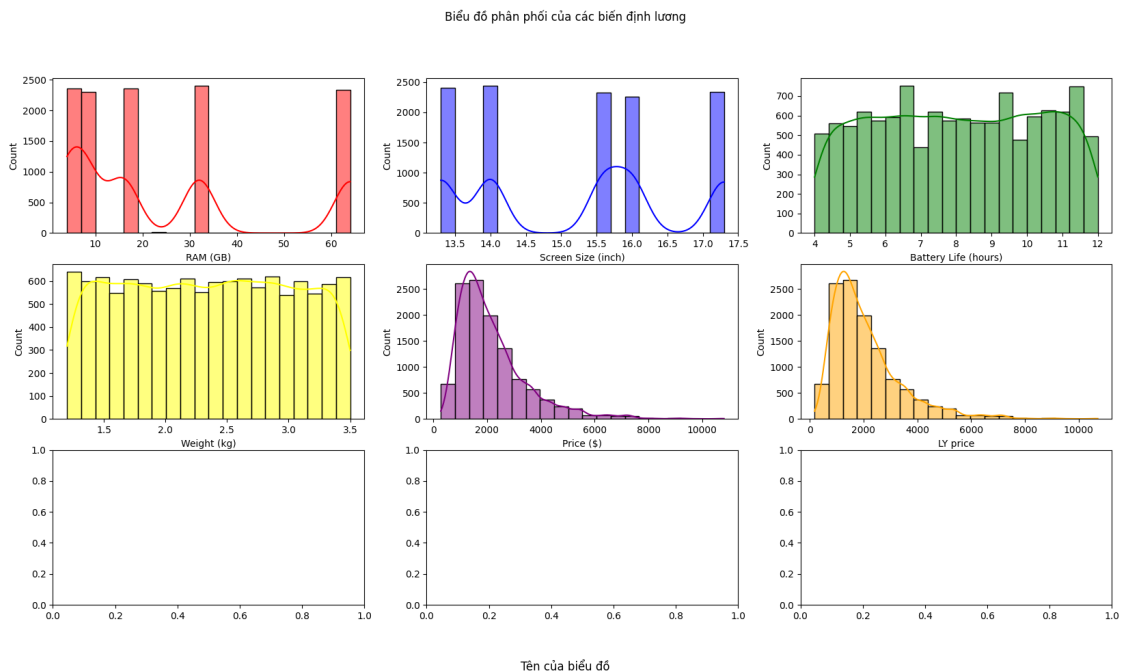 Biểu đồ phân phối của các biến định lương
2500
2000
1500
1000
500
0
Count
10 20 30 40 50 60
RAM (GB)
2500
2000
1500
1000
500
0
Count
13.5 14.0 14.5 15.0 15.5 16.0 16.5 17.0 17.5
Screen Size (inch)
700
600
500
400
300
200
100
0
Count
4 5 6 7 8 9 10 11 12
Battery Life (hours)
600
500
400
300
200
100
0
Count
1.5 2.0 2.5 3.0 3.5
Weight (kg)
2500
2000
1500
1000
500
0
Count
0 2000 4000 6000 8000 10000
Price ($)
2500
2000
1500
1000
500
0
Count
0 2000 4000 6000 8000 10000
LY price
1.0
0.8
0.6
0.4
0.2
0.0
0.0 0.2 0.4 0.6 0.8 1.0
1.0
0.8
0.6
0.4
0.2
0.0
0.0 0.2 0.4 0.6 0.8 1.0
1.0
0.8
0.6
0.4
0.2
0.0
0.0 0.2 0.4 0.6 0.8 1.0
Tên của biểu đồ